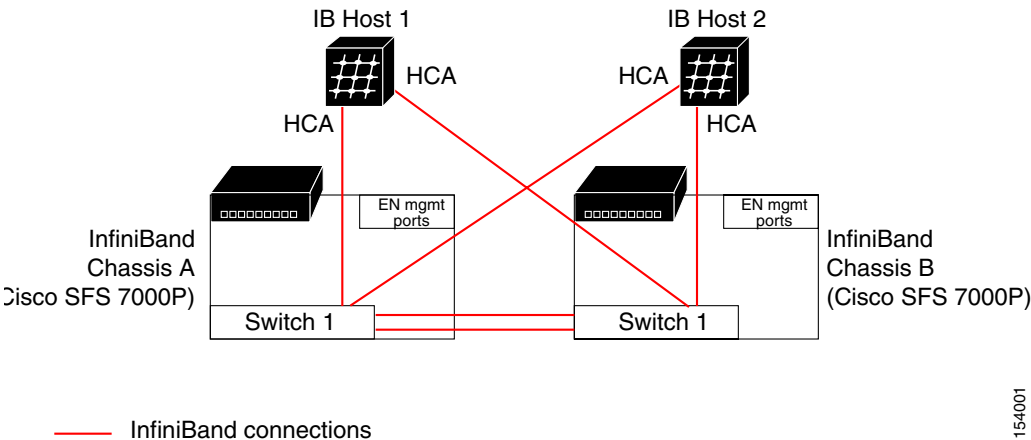 IB Host 1
IB Host 2
HCA
HCA
HCA
HCA
EN mgmt
ports
EN mgmt
ports
InfiniBand
Chassis A
Cisco SFS 7000P)
InfiniBand
Chassis B
(Cisco SFS 7000P)
Switch 1
Switch 1
InfiniBand connections
154001